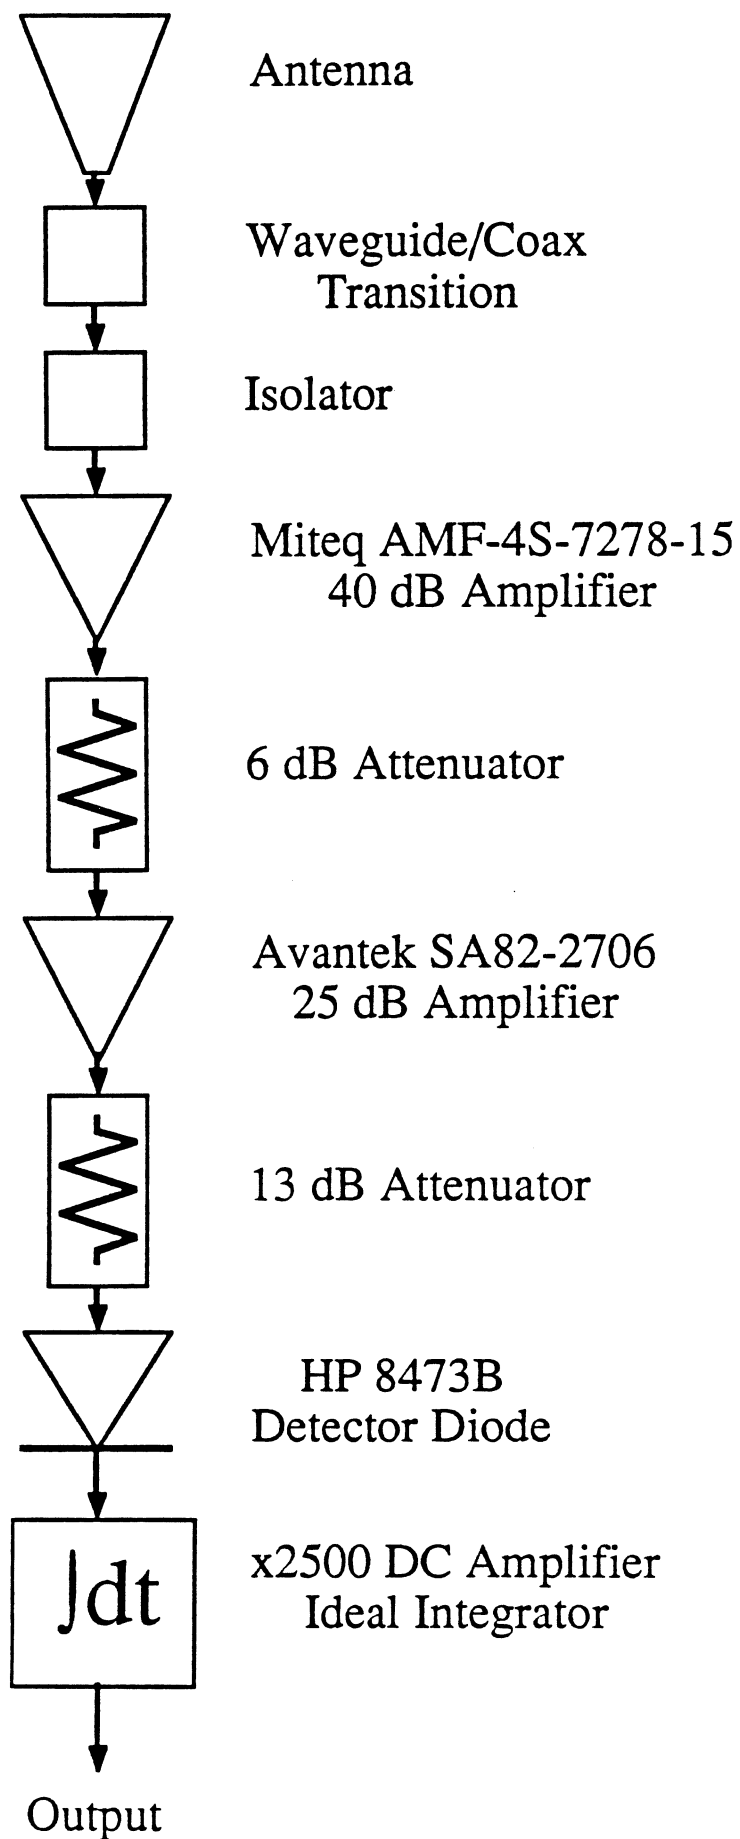 Antenna
Waveguide/Coax
Transition
Isolator
Miteq AMF-4S-7278-15
40 dB Amplifier
6 dB Attenuator
Avantek SA82-2706
25 dB Amplifier
13 dB Attenuator
HP 8473B
Detector Diode
∫dt
x2500 DC Amplifier
Ideal Integrator
Output